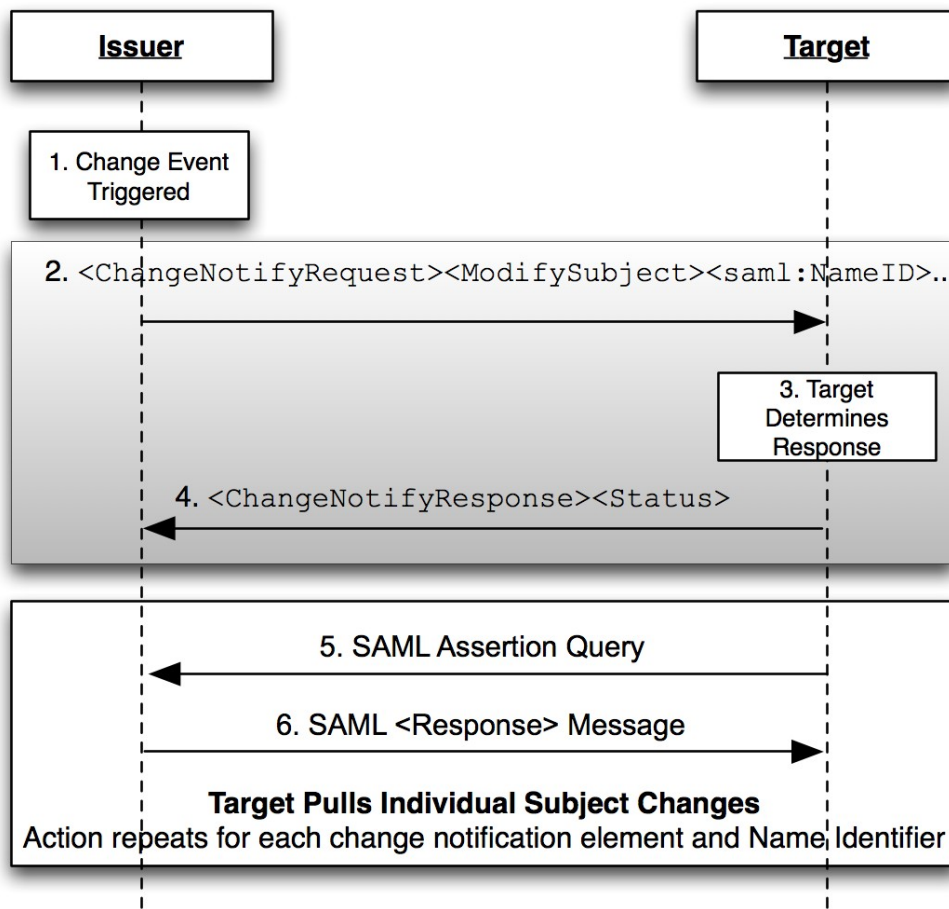 Issuer
Target
1. Change Event
Triggered
2. <ChangeNotifyRequest><ModifySubject><saml:NameID>..
3. Target
Determines
Response
4. <ChangeNotifyResponse><Status>
5. SAML Assertion Query
6. SAML <Response> Message
Target Pulls Individual Subject Changes
Action repeats for each change notification element and Name Identifier